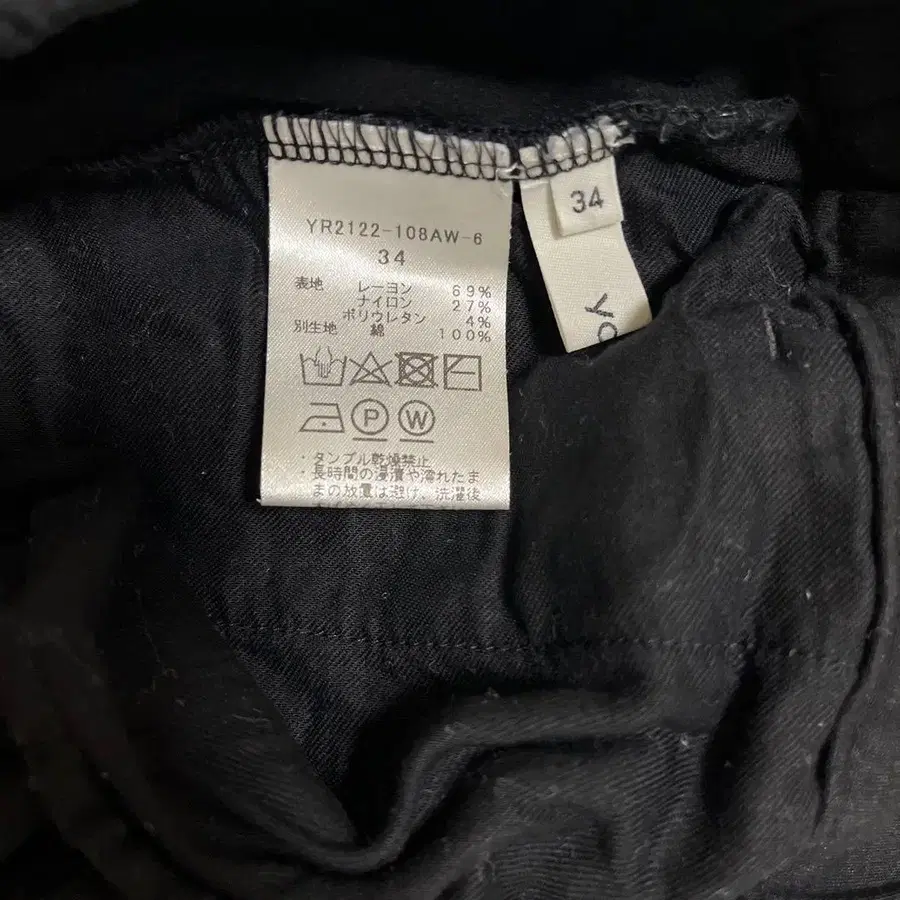 YR2122-108AW-6
34
表地 レーヨン 69%
ナイロン 27%
ポリウレタン 4%
別生地 綿 100%
P W
・タンブル乾燥禁止
・長時間の浸漬や濡れたま
まの放置は避け、洗濯後
34